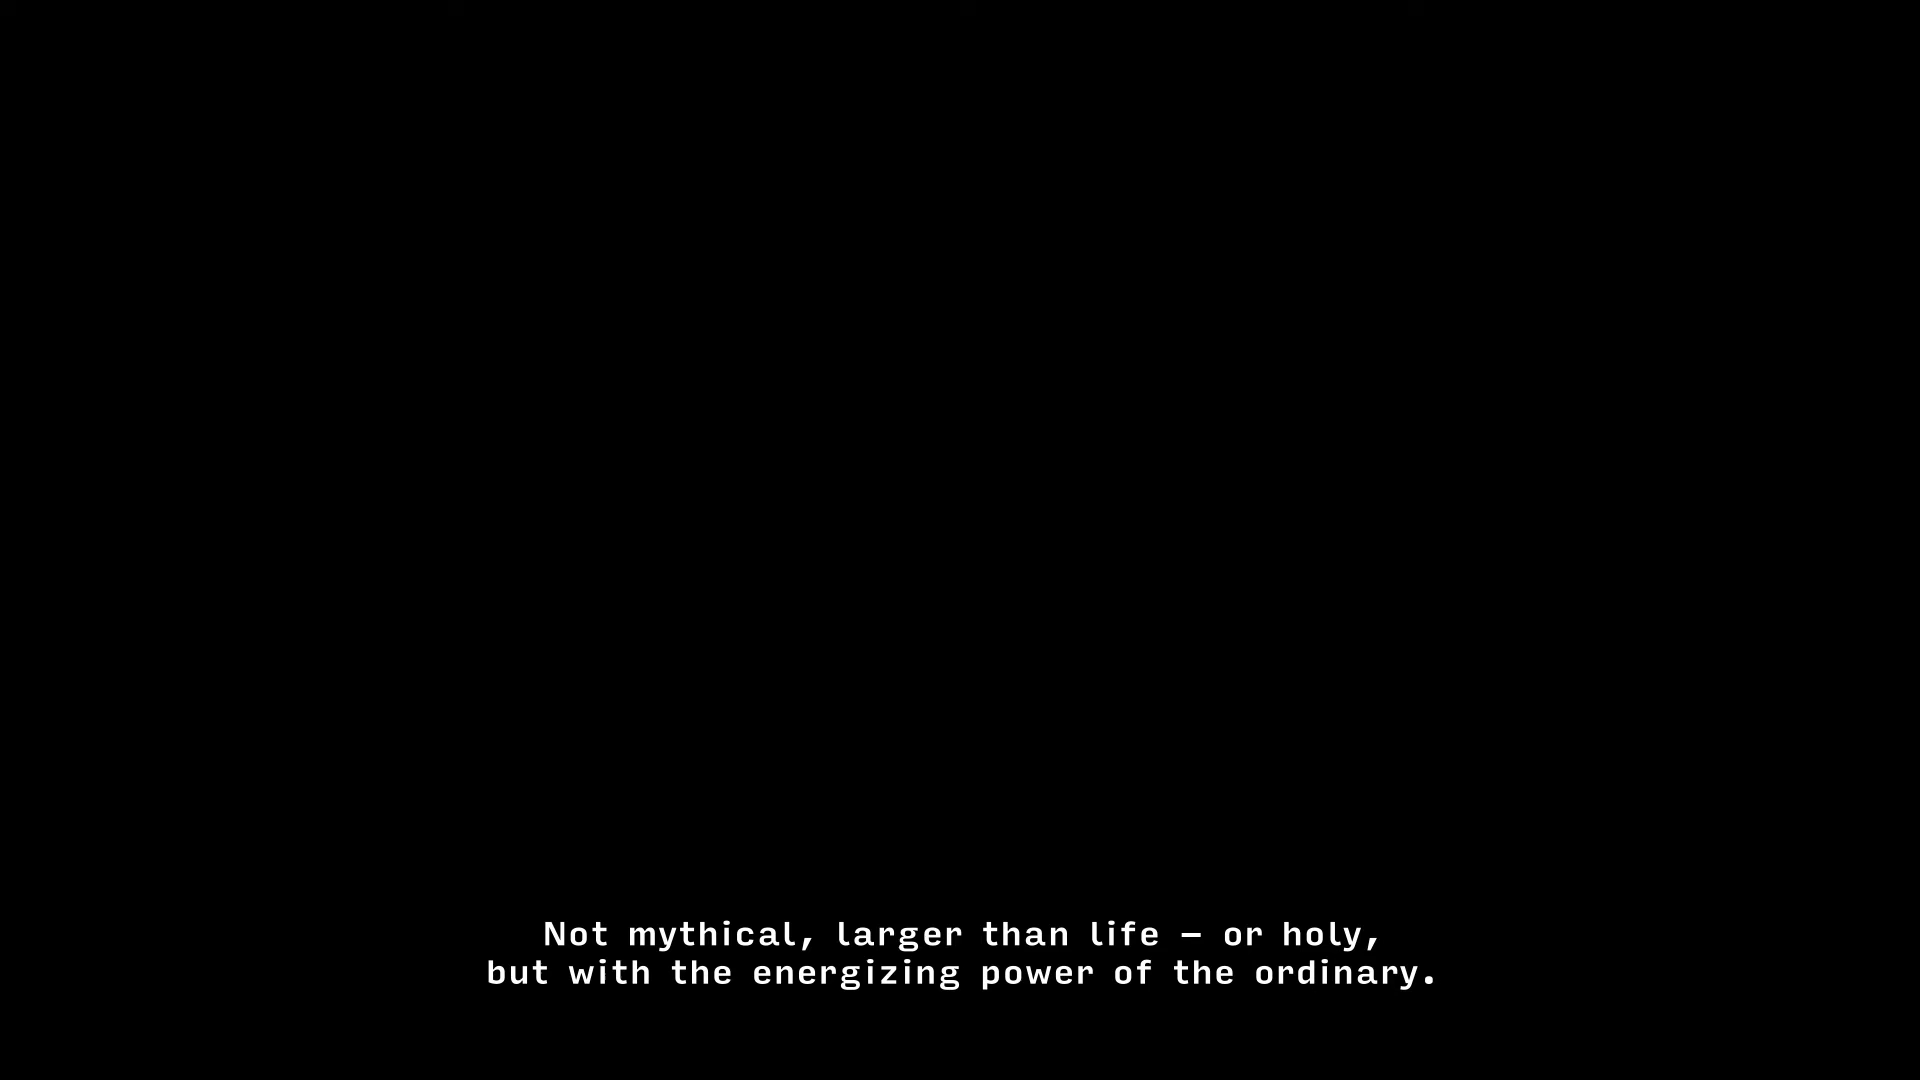 Not mythical, larger than life – or holy,
but with the energizing power of the ordinary.